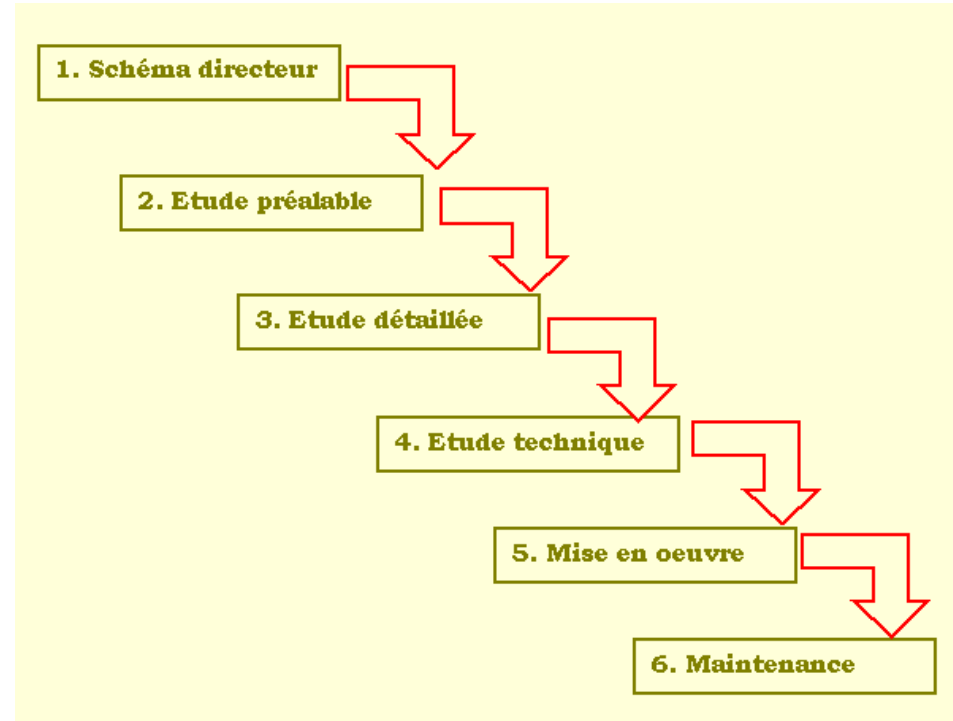 1. Schéma directeur
2. Etude préalable
3. Etude détaillée
4. Etude technique
5. Mise en oeuvre
6. Maintenance